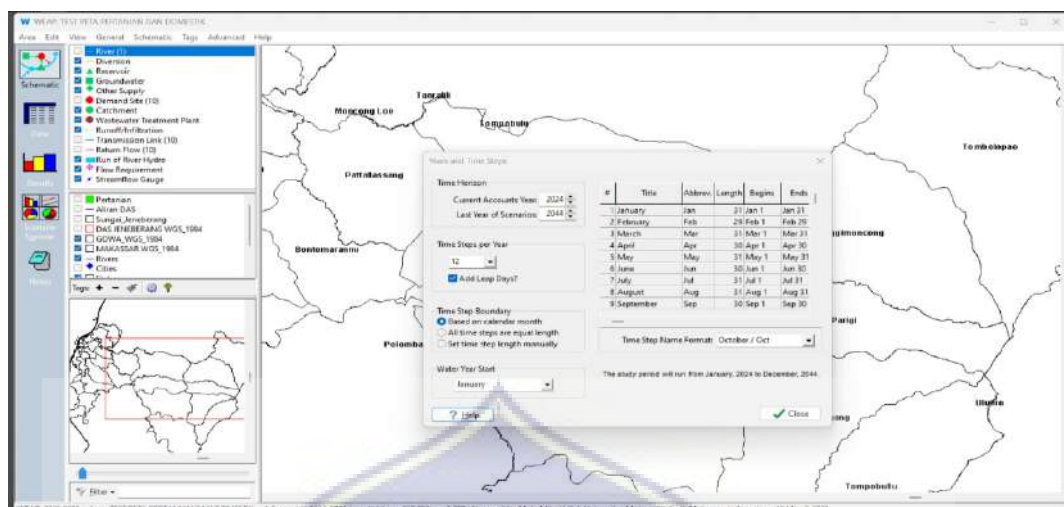 WEAP: TEST PETA PERTANIAN DAN DOMESTIK
Area Edit View General Schematic Tags Advanced Help
Schematic
Results
Notes
River (1)
Diversion
Reservoir
Groundwater
Other Supply
Demand Site (10)
Catchment
Wastewater Treatment Plant
Runoff/Infiltration
Transmission Link (10)
Return Flow (10)
Run of River Hydro
Flow Requirement
Streamflow Gauge
Pertanian
Aliran DAS
Sungai_Jeneberang
DAS JENEBERANG WGS_1984
GOWA_WGS_1984
MAKASSAR WGS_1984
Rivers
Cities
Tags
Filter
Moncong Loe
Tanralili
Tompobulu
Pattallassang
Bontomarannu
Tombolopao
Parigi
Tompobullu
Years and Time Steps
Time Horizon
Current Accounts Year: 2024
Last Year of Scenarios: 2044
Time Steps per Year
12
Add Leap Days?
Time Step Boundary
Based on calendar month
All time steps are equal length
Set time step length manually
Water Year Start
January
? Help
# Title Abbrev. Length Begins Ends
1 January Jan 31 Jan 1 Jan 31
2 February Feb 29 Feb 1 Feb 29
3 March Mar 31 Mar 1 Mar 31
4 April Apr 30 Apr 1 Apr 30
5 May May 31 May 1 May 31
6 June Jun 30 Jun 1 Jun 30
7 July Jul 31 Jul 1 Jul 31
8 August Aug 31 Aug 1 Aug 31
9 September Sep 30 Sep 1 Sep 30
Time Step Name Format: October / Oct
The study period will run from January, 2024 to December, 2044.
Close